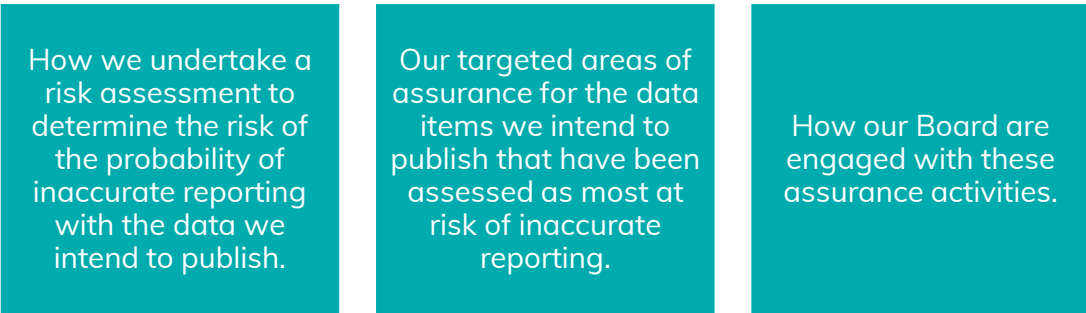 How we undertake a
risk assessment to
determine the risk of
the probability of
inaccurate reporting
with the data we
intend to publish.
Our targeted areas of
assurance for the data
items we intend to
publish that have been
assessed as most at
risk of inaccurate
reporting.
How our Board are
engaged with these
assurance activities.